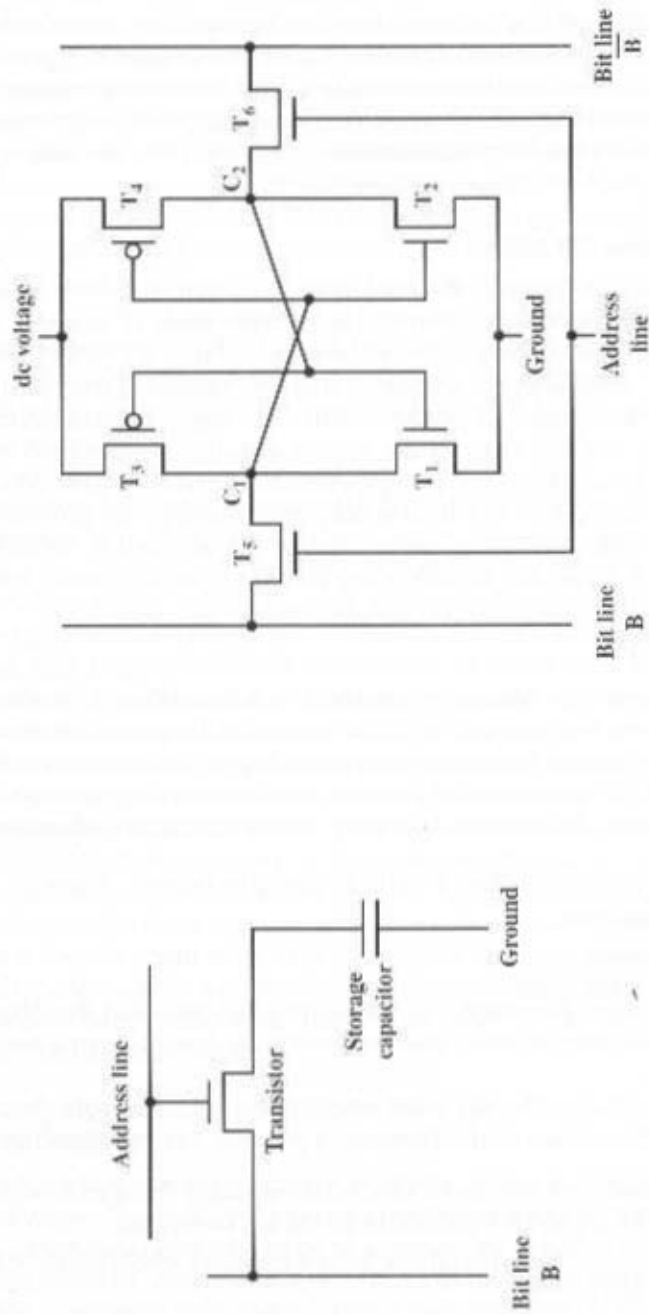 Address line
Transistor
Storage
capacitor
Bit line
B
Ground
dc voltage
T3
T4
C1
C2
T5
T6
T1
T2
Bit line
B
Ground
Address
line
Bit line
B̅